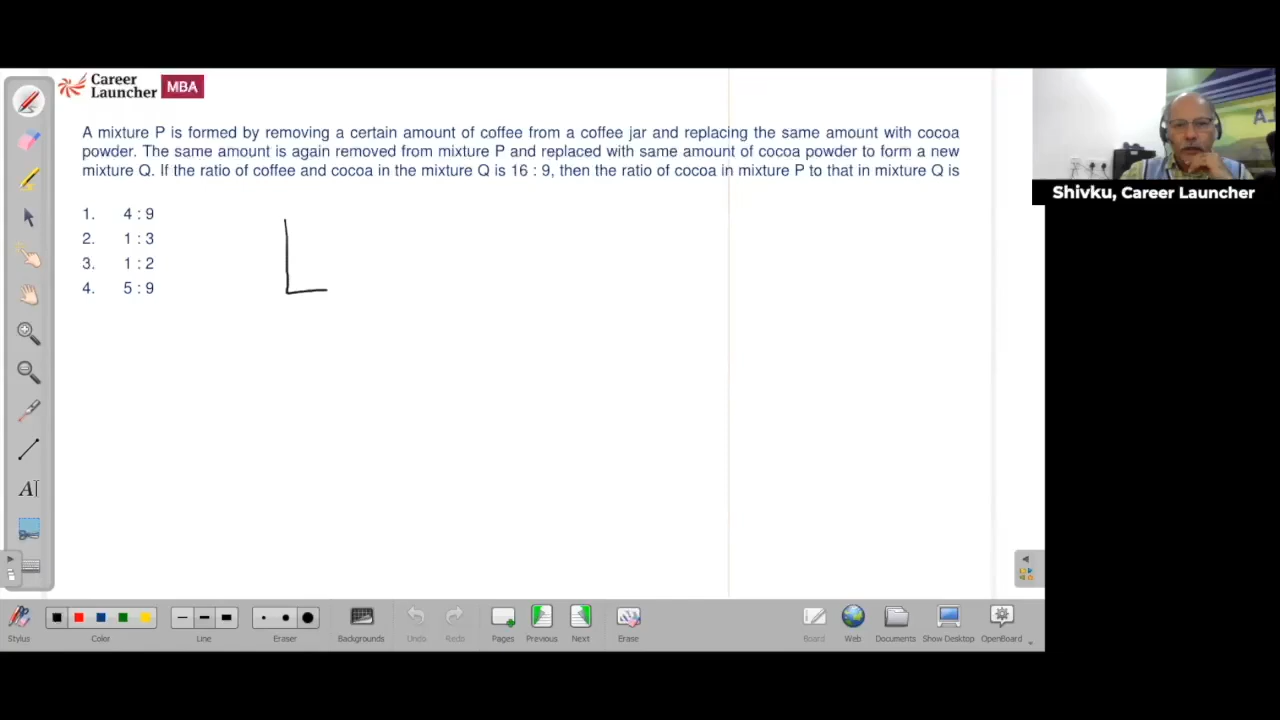 Career
Launcher MBA
A mixture P is formed by removing a certain amount of coffee from a coffee jar and replacing the same amount with cocoa
powder. The same amount is again removed from mixture P and replaced with same amount of cocoa powder to form a new
mixture Q. If the ratio of coffee and cocoa in the mixture Q is 16 : 9, then the ratio of cocoa in mixture P to that in mixture Q is
1. 4 : 9
2. 1 : 3
3. 1 : 2
4. 5 : 9
Shivku, Career Launcher
AI
Stylus
Color
Line
Eraser
Backgrounds
Undo
Redo
Pages
Previous
Next
Erase
Board
Web
Documents
Show Desktop
OpenBoard